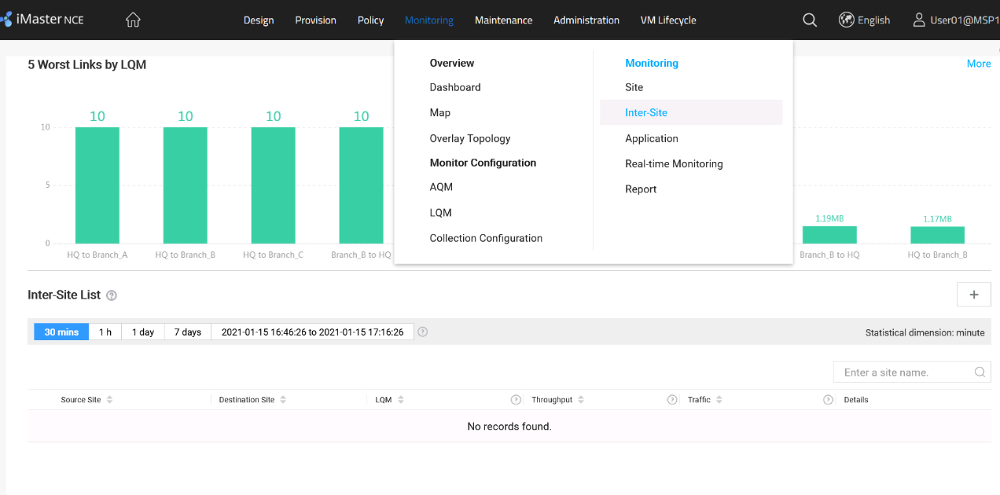 iMaster NCE
Design Provision Policy Monitoring Maintenance Administration VM Lifecycle English User01@MSP1
5 Worst Links by LQM
More
Overview
Dashboard
Map
Overlay Topology
Monitor Configuration
AQM
LQM
Collection Configuration
Monitoring
Site
Inter-Site
Application
Real-time Monitoring
Report
10 10 10 10
10
5
0
HQ to Branch_A HQ to Branch_B HQ to Branch_C Branch_B to HQ
1.19MB 1.17MB
Branch_B to HQ HQ to Branch_B
Inter-Site List ?
+
30 mins 1 h 1 day 7 days 2021-01-15 16:46:26 to 2021-01-15 17:16:26 ? Statistical dimension: minute
Enter a site name.
Source Site Destination Site LQM ? Throughput ? Traffic ? Details
No records found.